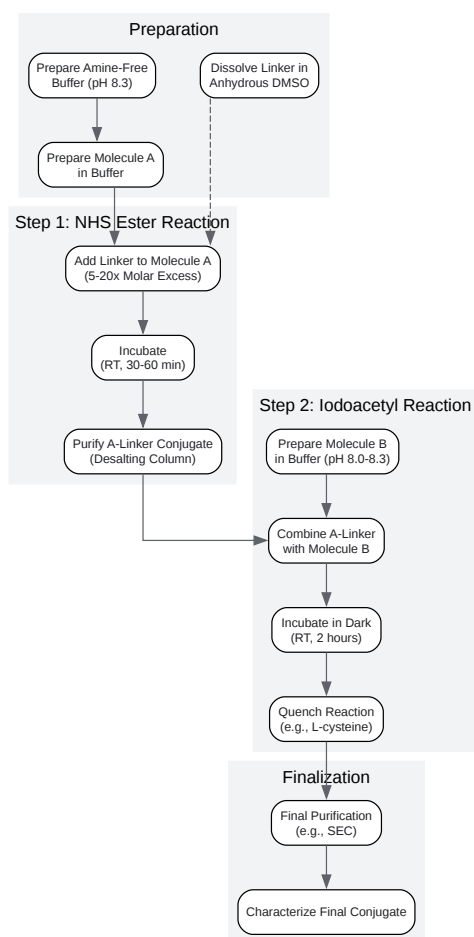 Preparation
Prepare Amine-Free
Buffer (pH 8.3)
Dissolve Linker in
Anhydrous DMSO
Prepare Molecule A
in Buffer
Step 1: NHS Ester Reaction
Add Linker to Molecule A
(5-20x Molar Excess)
Incubate
(RT, 30-60 min)
Purify A-Linker Conjugate
(Desalting Column)
Step 2: Iodoacetyl Reaction
Prepare Molecule B
in Buffer (pH 8.0-8.3)
Combine A-Linker
with Molecule B
Incubate in Dark
(RT, 2 hours)
Quench Reaction
(e.g., L-cysteine)
Finalization
Final Purification
(e.g., SEC)
Characterize Final Conjugate